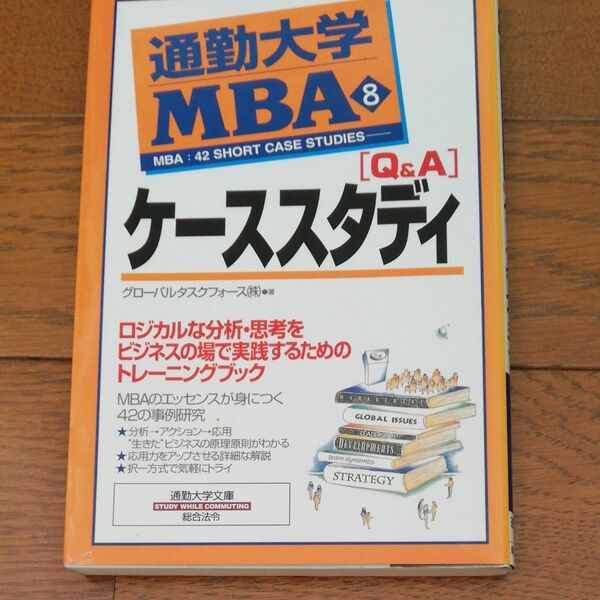 通勤大学
MBA 8
MBA : 42 SHORT CASE STUDIES
[Q&A]
ケーススタディ
グローバルタスクフォース㈱●著
ロジカルな分析・思考を
ビジネスの場で実践するための
トレーニングブック
MBAのエッセンスが身につく
42の事例研究
★分析→アクション→応用
“生きた”ビジネスの原理原則がわかる
★応用力をアップさせる詳細な解説
★択一方式で気軽にトライ
通勤大学文庫
STUDY WHILE COMMUTING
総合法令
GLOBAL ISSUES
LEADERSHIP
DEVELOPMENTS
team dynamics
STRATEGY